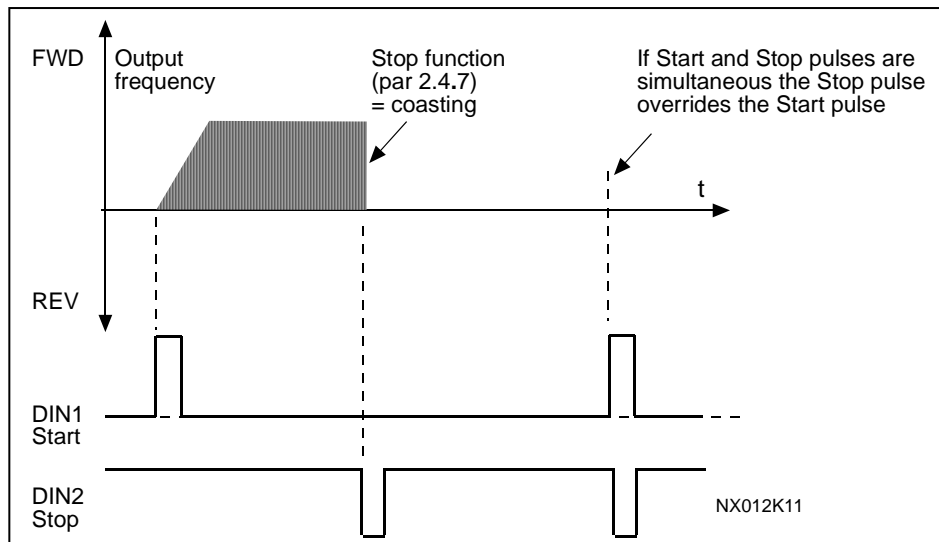 FWD
Output
frequency
Stop function
(par 2.4.7)
= coasting
If Start and Stop pulses are
simultaneous the Stop pulse
overrides the Start pulse
t
REV
DIN1
Start
DIN2
Stop
NX012K11